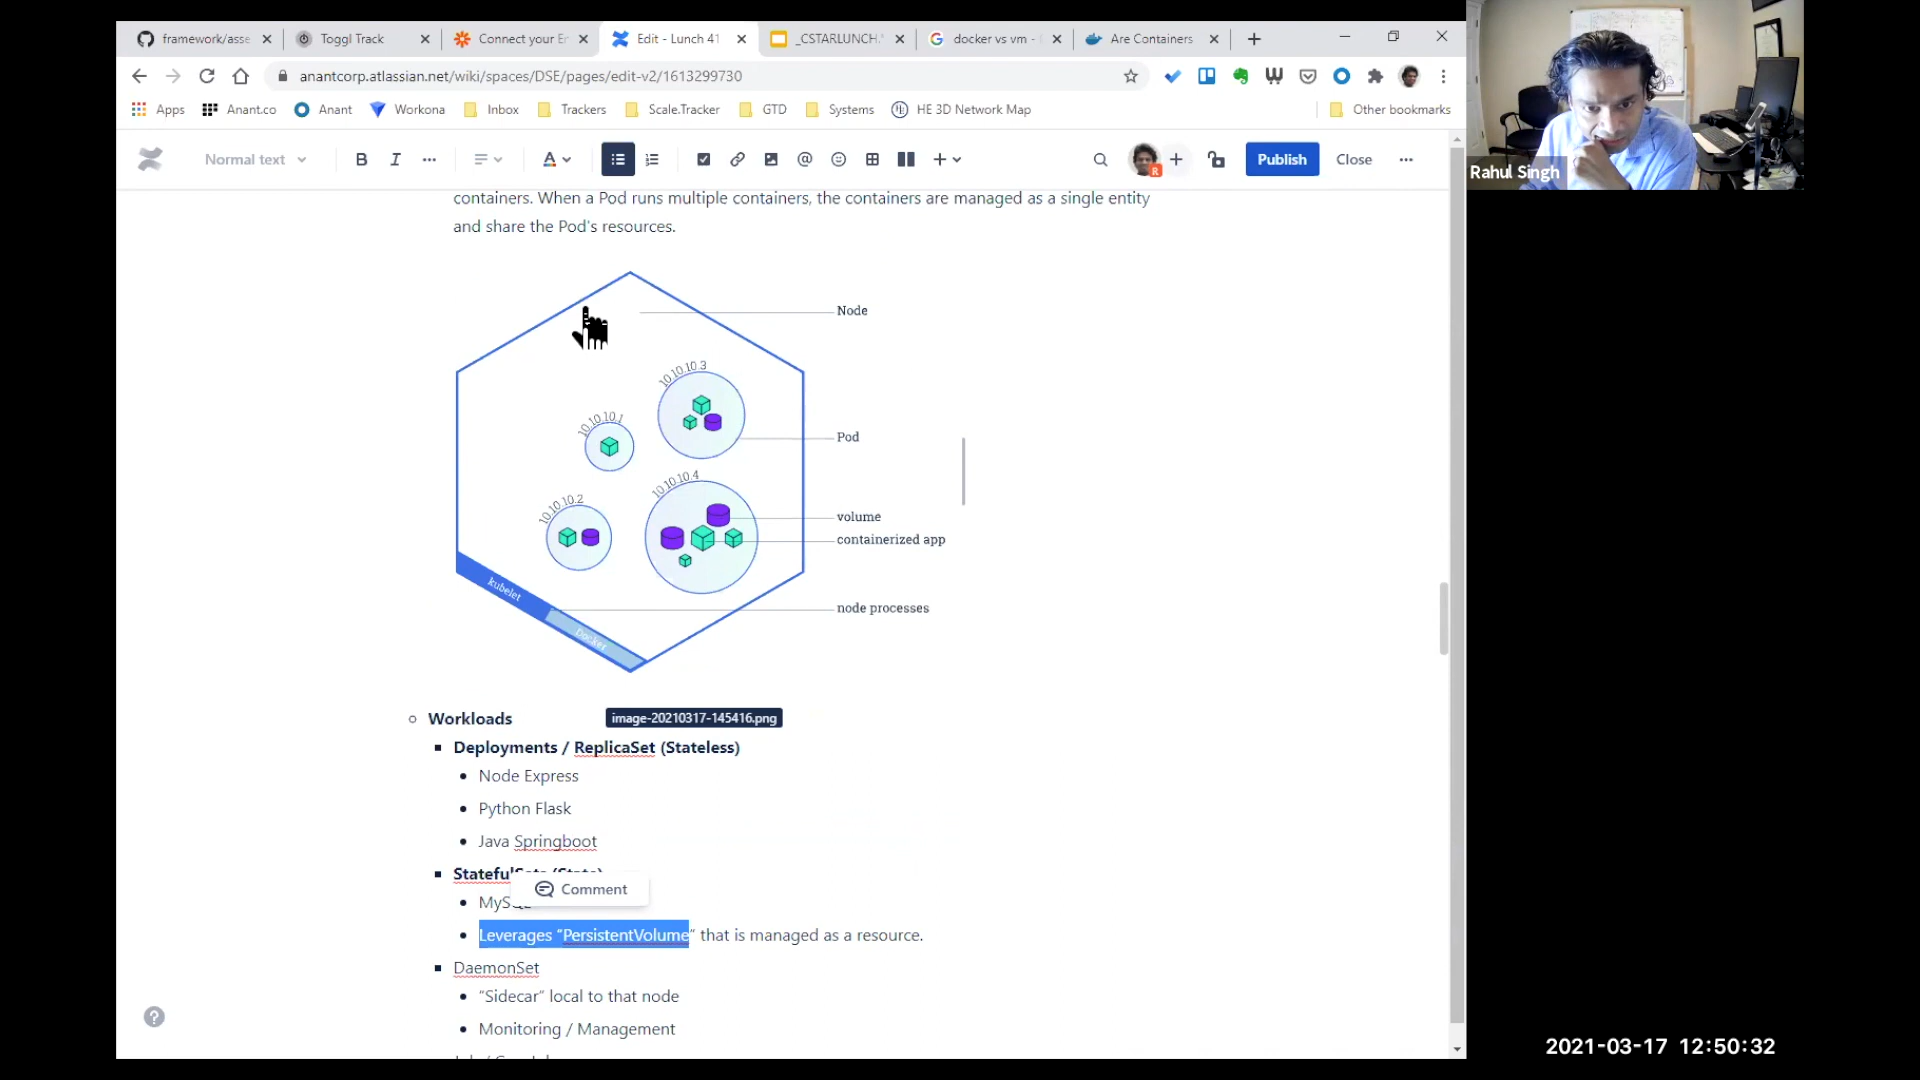 framework/asse
Toggl Track
Connect your En
Edit - Lunch 41
_CSTARLUNCH.
docker vs vm -
Are Containers
anantcorp.atlassian.net/wiki/spaces/DSE/pages/edit-v2/1613299730
Apps
Anant.co
Anant
Workona
Inbox
Trackers
Scale.Tracker
GTD
Systems
HE 3D Network Map
Other bookmarks
Normal text
B
I
A
R
Publish
Close
Rahul Singh
containers. When a Pod runs multiple containers, the containers are managed as a single entity
and share the Pod's resources.
Node
10.10.10.3
10.10.10.1
Pod
10.10.10.4
10.10.10.2
volume
containerized app
kubelet
node processes
Docker
Workloads
image-20210317-145416.png
Deployments / ReplicaSet (Stateless)
Node Express
Python Flask
Java Springboot
StatefulSets (State)
Comment
Leverages "PersistentVolume" that is managed as a resource.
DaemonSet
"Sidecar" local to that node
Monitoring / Management
2021-03-17 12:50:32